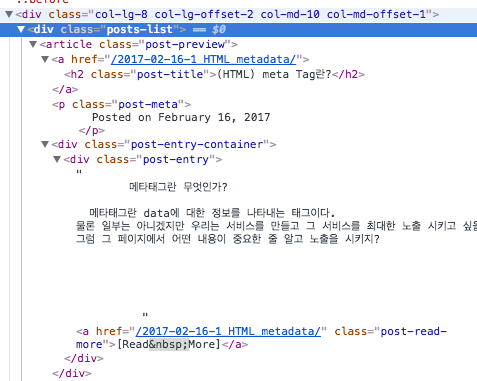 ::before
<div class="col-lg-8 col-lg-offset-2 col-md-10 col-md-offset-1">
▼<div class="posts-list"> == $0
▼<article class="post-preview">
▼<a href="/2017-02-16-1_HTML_metadata/">
<h2 class="post-title">(HTML) meta Tag란?</h2>
</a>
<p class="post-meta">
Posted on February 16, 2017
</p>
▼<div class="post-entry-container">
▼<div class="post-entry">
"
메타태그란 무엇인가?
메타태그란 data에 대한 정보를 나타내는 태그이다.
물론 일부는 아니겠지만 우리는 서비스를 만들고 그 서비스를 최대한 노출 시키고
그럼 그 페이지에서 어떤 내용이 중요한 줄 알고 노출을 시키지?
"
<a href="/2017-02-16-1_HTML_metadata/" class="post-read-
more">[Read&nbsp;More]</a>
</div>
</div>